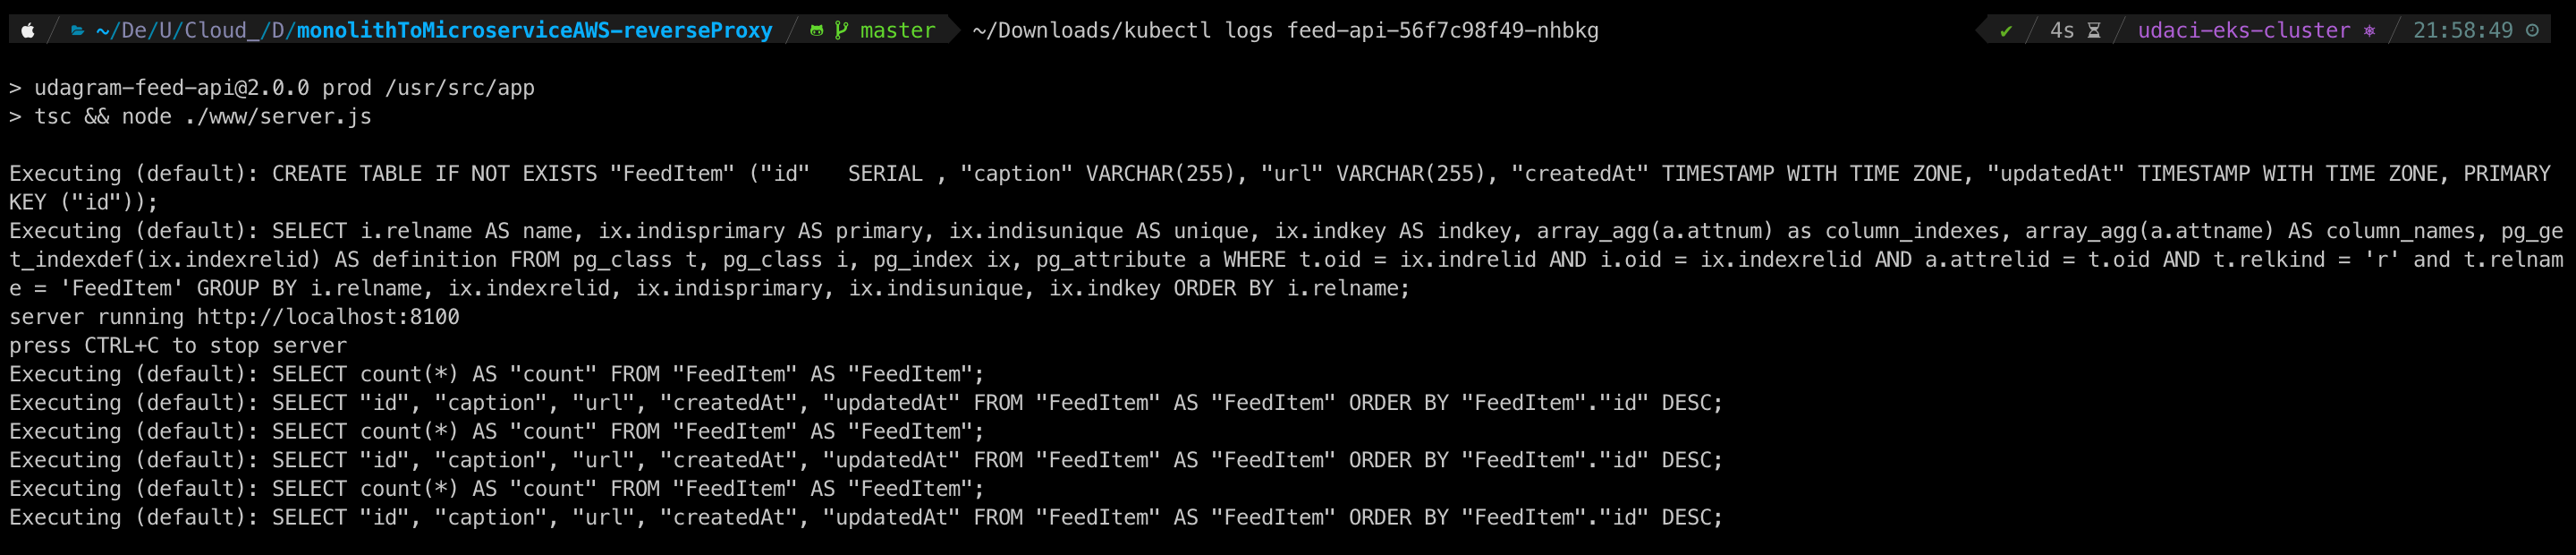 ~/De/U/Cloud_/D/monolithToMicroserviceAWS-reverseProxy master ~/Downloads/kubectl logs feed-api-56f7c98f49-nhbkg ✔ 4s udaci-eks-cluster 21:58:49
> udagram-feed-api@2.0.0 prod /usr/src/app
> tsc && node ./www/server.js
Executing (default): CREATE TABLE IF NOT EXISTS "FeedItem" ("id"   SERIAL , "caption" VARCHAR(255), "url" VARCHAR(255), "createdAt" TIMESTAMP WITH TIME ZONE, "updatedAt" TIMESTAMP WITH TIME ZONE, PRIMARY
KEY ("id"));
Executing (default): SELECT i.relname AS name, ix.indisprimary AS primary, ix.indisunique AS unique, ix.indkey AS indkey, array_agg(a.attnum) as column_indexes, array_agg(a.attname) AS column_names, pg_ge
t_indexdef(ix.indexrelid) AS definition FROM pg_class t, pg_class i, pg_index ix, pg_attribute a WHERE t.oid = ix.indrelid AND i.oid = ix.indexrelid AND a.attrelid = t.oid AND t.relkind = 'r' and t.relnam
e = 'FeedItem' GROUP BY i.relname, ix.indexrelid, ix.indisprimary, ix.indisunique, ix.indkey ORDER BY i.relname;
server running http://localhost:8100
press CTRL+C to stop server
Executing (default): SELECT count(*) AS "count" FROM "FeedItem" AS "FeedItem";
Executing (default): SELECT "id", "caption", "url", "createdAt", "updatedAt" FROM "FeedItem" AS "FeedItem" ORDER BY "FeedItem"."id" DESC;
Executing (default): SELECT count(*) AS "count" FROM "FeedItem" AS "FeedItem";
Executing (default): SELECT "id", "caption", "url", "createdAt", "updatedAt" FROM "FeedItem" AS "FeedItem" ORDER BY "FeedItem"."id" DESC;
Executing (default): SELECT count(*) AS "count" FROM "FeedItem" AS "FeedItem";
Executing (default): SELECT "id", "caption", "url", "createdAt", "updatedAt" FROM "FeedItem" AS "FeedItem" ORDER BY "FeedItem"."id" DESC;